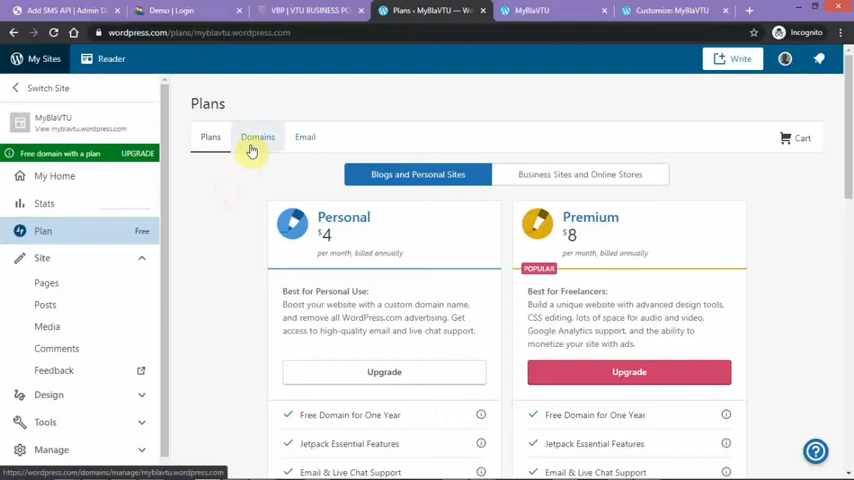 Add SMS API | Admin D
Demo | Login
VBP | VTU BUSINESS PO
Plans ‹ MyBlaVTU — W
MyBlaVTU
Customize: MyBlaVTU
wordpress.com/plans/myblavtu.wordpress.com
Incognito
My Sites
Reader
Write
Switch Site
MyBlaVTU
View myblavtu.wordpress.com
Free domain with a plan UPGRADE
My Home
Stats
Plan Free
Site
Pages
Posts
Media
Comments
Feedback
Design
Tools
Manage
Plans
Plans
Domains
Email
Cart
Blogs and Personal Sites
Business Sites and Online Stores
Personal
$4
per month, billed annually
Best for Personal Use:
Boost your website with a custom domain name,
and remove all WordPress.com advertising. Get
access to high-quality email and live chat support.
Upgrade
Free Domain for One Year
Jetpack Essential Features
Email & Live Chat Support
Premium
$8
per month, billed annually
POPULAR
Best for Freelancers:
Build a unique website with advanced design tools,
CSS editing, lots of space for audio and video,
Google Analytics support, and the ability to
monetize your site with ads.
Upgrade
Free Domain for One Year
Jetpack Essential Features
Email & Live Chat Support
https://wordpress.com/domains/manage/myblavtu.wordpress.com